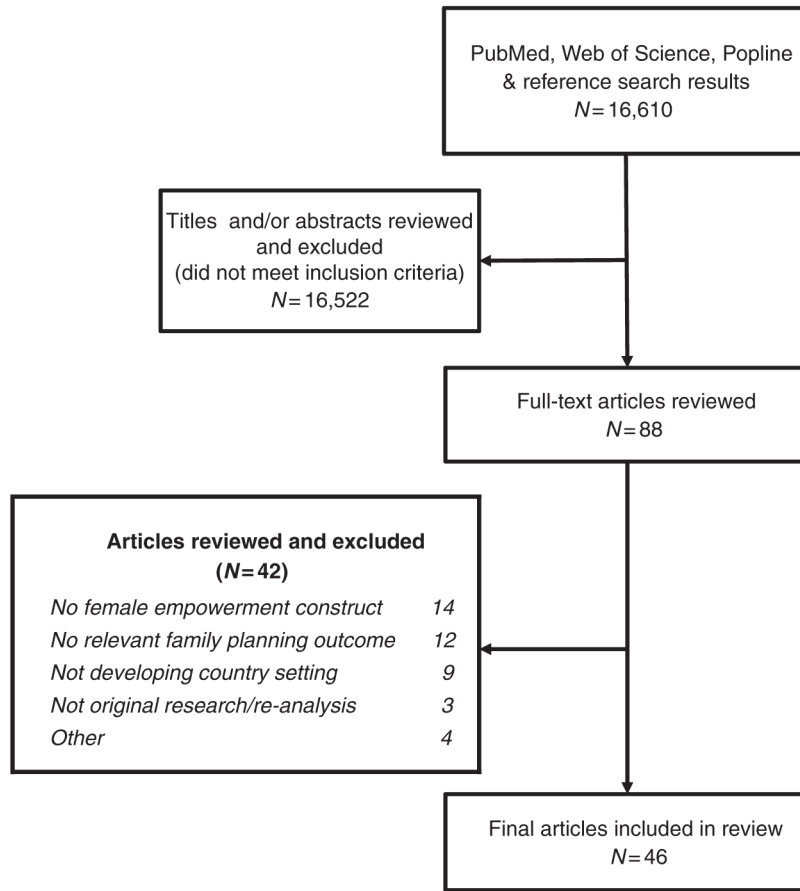 PubMed, Web of Science, Popline
& reference search results
N= 16,610
Titles and/or abstracts reviewed
and excluded
(did not meet inclusion criteria)
N= 16,522
Full-text articles reviewed
N= 88
Articles reviewed and excluded
(N= 42)
No female empowerment construct 14
No relevant family planning outcome 12
Not developing country setting 9
Not original research/re-analysis 3
Other 4
Final articles included in review
N= 46